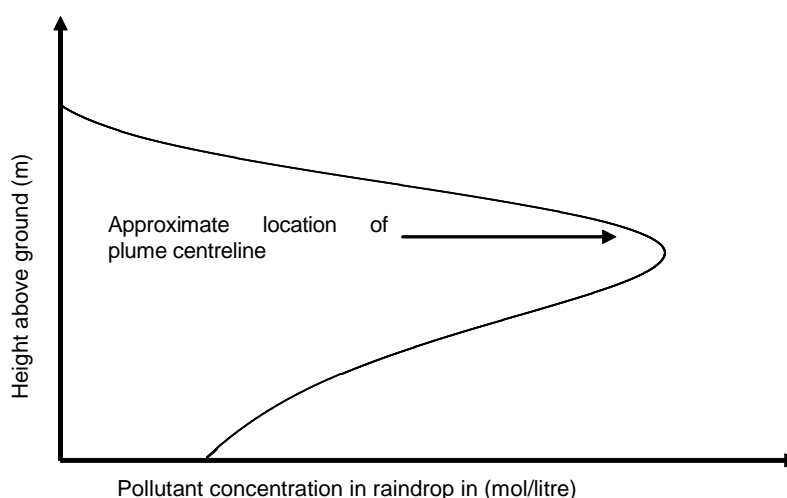 Height above ground (m)
Approximate location of
plume centreline
Pollutant concentration in raindrop in (mol/litre)